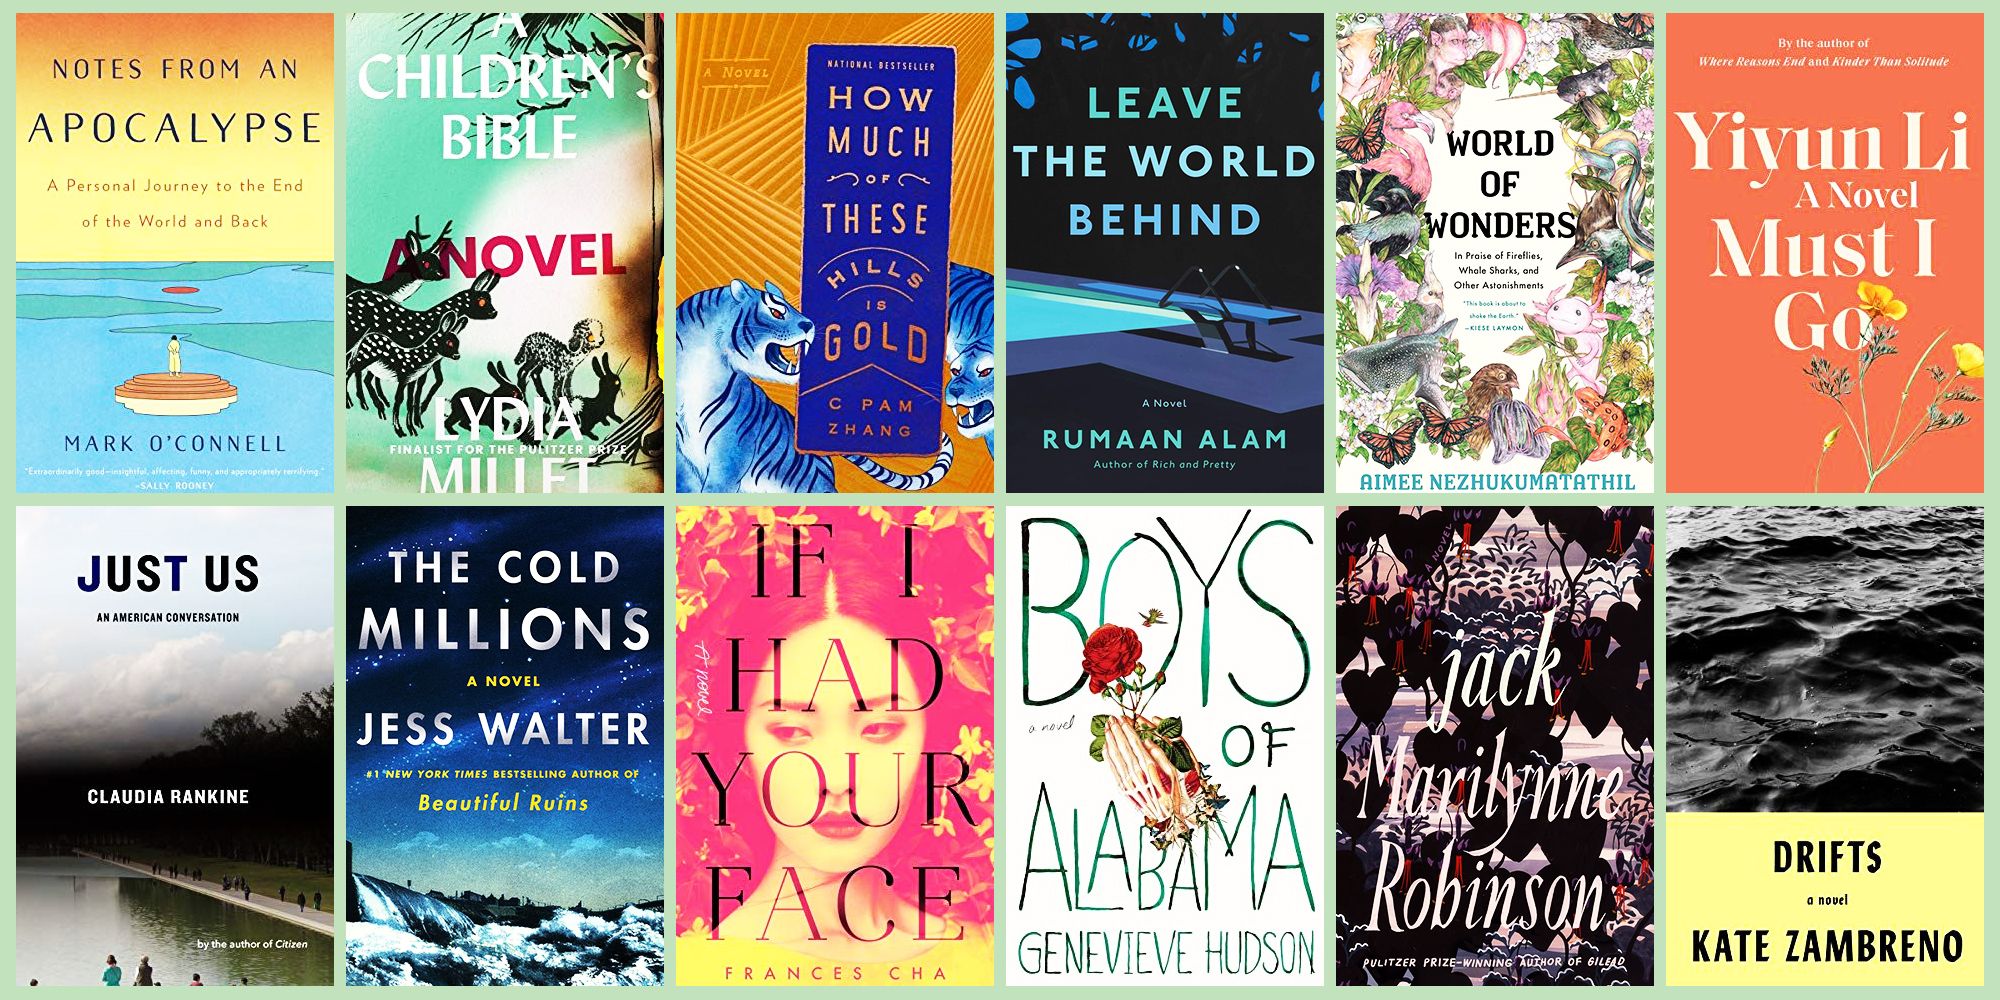 NOTES FROM AN
APOCALYPSE
A Personal Journey to the End
of the World and Back
MARK O'CONNELL
"Extraordinarily good—insightful, affecting, funny, and appropriately terrifying."
-SALLY ROONEY
A
CHILDREN'S
BIBLE
A NOVEL
LYDIA
FINALIST FOR THE PULITZER PRIZE
MILLET
A NOVEL
NATIONAL BESTSELLER
HOW
MUCH
OF
THESE
HILLS
IS
GOLD
C PAM
ZHANG
LEAVE
THE WORLD
BEHIND
A Novel
RUMAAN ALAM
Author of Rich and Pretty
WORLD
OF
WONDERS
In Praise of Fireflies,
Whale Sharks, and
Other Astonishments
"This book is about to
shake the Earth."
—KIESE LAYMON
AIMEE NEZHUKUMATATHIL
By the author of
Where Reasons End and Kinder Than Solitude
Yiyun Li
A Novel
Must I
Go
JUST US
AN AMERICAN CONVERSATION
CLAUDIA RANKINE
by the author of Citizen
THE COLD
MILLIONS
A NOVEL
JESS WALTER
#1 NEW YORK TIMES BESTSELLING AUTHOR OF
Beautiful Ruins
IF I
HAD
A novel
YOUR
FACE
FRANCES CHA
BOYS
a novel
OF
ALABAMA
GENEVIEVE HUDSON
A NOVEL
jack
Marilynne
Robinson
PULITZER PRIZE–WINNING AUTHOR OF GILEAD
DRIFTS
a novel
KATE ZAMBRENO